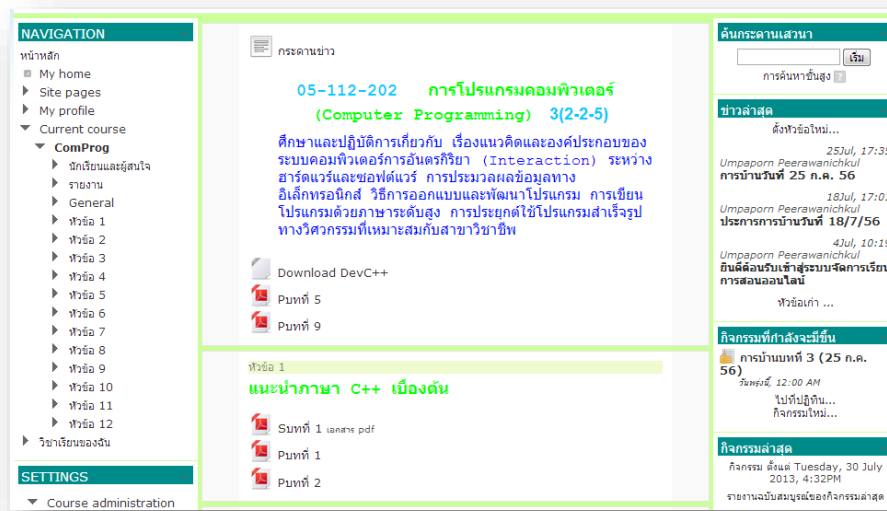 NAVIGATION
หน้าหลัก
My home
Site pages
My profile
Current course
ComProg
นักเรียนและผู้สนใจ
รายงาน
General
หัวข้อ 1
หัวข้อ 2
หัวข้อ 3
หัวข้อ 4
หัวข้อ 5
หัวข้อ 6
หัวข้อ 7
หัวข้อ 8
หัวข้อ 9
หัวข้อ 10
หัวข้อ 11
หัวข้อ 12
วิชาเรียนของฉัน
SETTINGS
Course administration
กระดานข่าว
05-112-202 การโปรแกรมคอมพิวเตอร์
(Computer Programming) 3(2-2-5)
ศึกษาและปฏิบัติการเกี่ยวกับ เรื่องแนวคิดและองค์ประกอบของ
ระบบคอมพิวเตอร์การอันตรกิริยา (Interaction) ระหว่าง
ฮาร์ดแวร์และซอฟต์แวร์ การประมวลผลข้อมูลทาง
อิเล็กทรอนิกส์ วิธีการออกแบบและพัฒนาโปรแกรม การเขียน
โปรแกรมด้วยภาษาระดับสูง การประยุกต์ใช้โปรแกรมสำเร็จรูป
ทางวิศวกรรมที่เหมาะสมกับสาขาวิชาชีพ
Download DevC++
Pบทที่ 5
Pบทที่ 9
หัวข้อ 1
แนะนำภาษา C++ เบื้องต้น
Sบทที่ 1 เอกสาร pdf
Pบทที่ 1
Pบทที่ 2
ค้นกระดานเสวนา
เริ่ม
การค้นหาขั้นสูง ?
ข่าวล่าสุด
ตั้งหัวข้อใหม่...
25Jul, 17:35
Umpaporn Peerawanichkul
การบ้านวันที่ 25 ก.ค. 56
18Jul, 17:01
Umpaporn Peerawanichkul
ประการการบ้านวันที่ 18/7/56
4Jul, 10:19
Umpaporn Peerawanichkul
ยินดีต้อนรับเข้าสู่ระบบจัดการเรียน
การสอนออนไลน์
หัวข้อเก่า ...
กิจกรรมที่กำลังจะมีขึ้น
การบ้านบทที่ 3 (25 ก.ค.
56)
วันพรุ่งนี้, 12:00 AM
ไปที่ปฏิทิน...
กิจกรรมใหม่...
กิจกรรมล่าสุด
กิจกรรม ตั้งแต่ Tuesday, 30 July
2013, 4:32PM
รายงานฉบับสมบูรณ์ของกิจกรรมล่าสุด